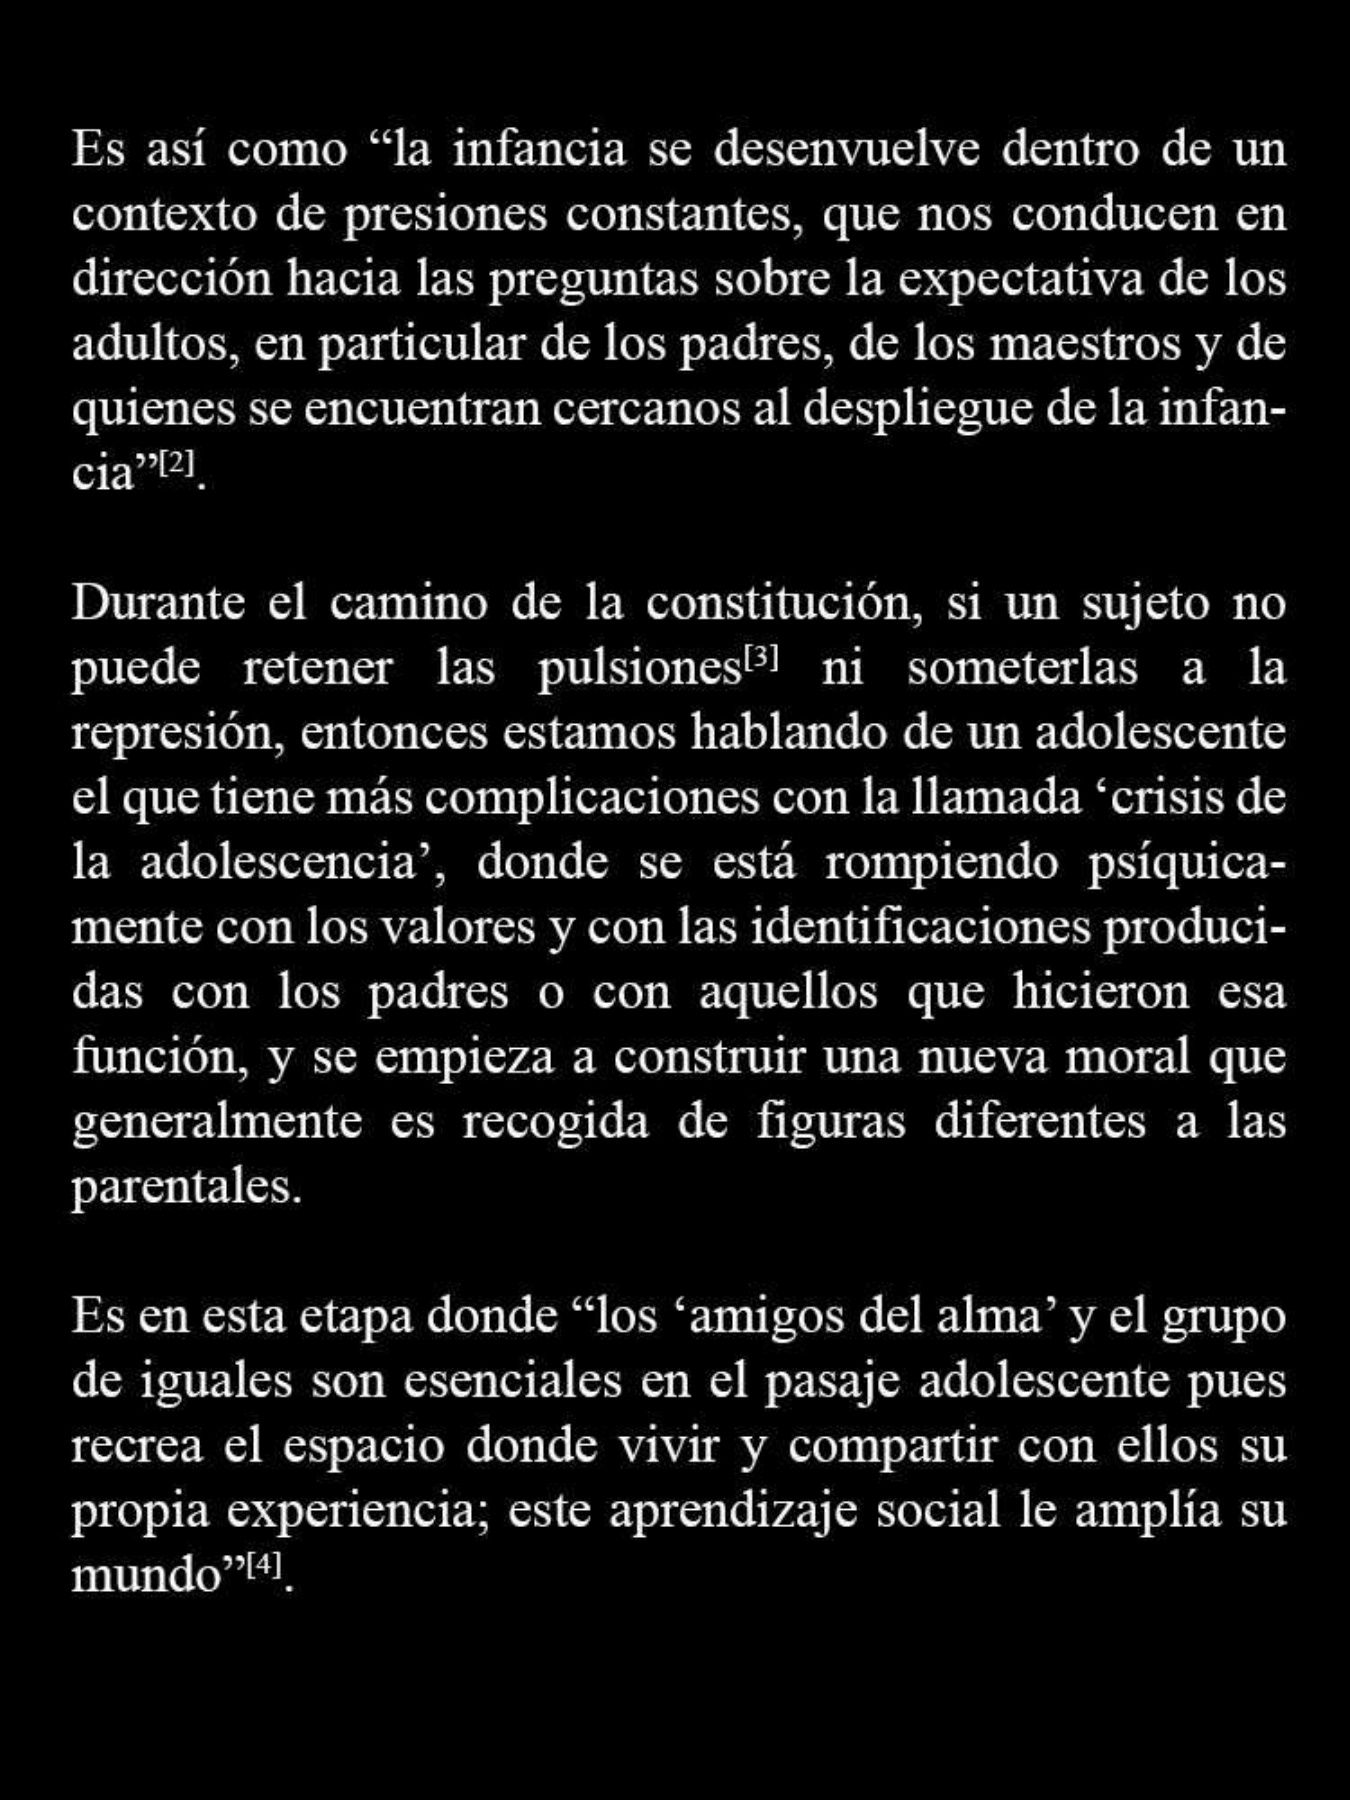 Es así como “la infancia se desenvuelve dentro de un
contexto de presiones constantes, que nos conducen en
dirección hacia las preguntas sobre la expectativa de los
adultos, en particular de los padres, de los maestros y de
quienes se encuentran cercanos al despliegue de la infan-
cia”[2].
Durante el camino de la constitución, si un sujeto no
puede retener las pulsiones[3] ni someterlas a la
represión, entonces estamos hablando de un adolescente
el que tiene más complicaciones con la llamada ‘crisis de
la adolescencia’, donde se está rompiendo psíquica-
mente con los valores y con las identificaciones produci-
das con los padres o con aquellos que hicieron esa
función, y se empieza a construir una nueva moral que
generalmente es recogida de figuras diferentes a las
parentales.
Es en esta etapa donde “los ‘amigos del alma’ y el grupo
de iguales son esenciales en el pasaje adolescente pues
recrea el espacio donde vivir y compartir con ellos su
propia experiencia; este aprendizaje social le amplía su
mundo”[4].